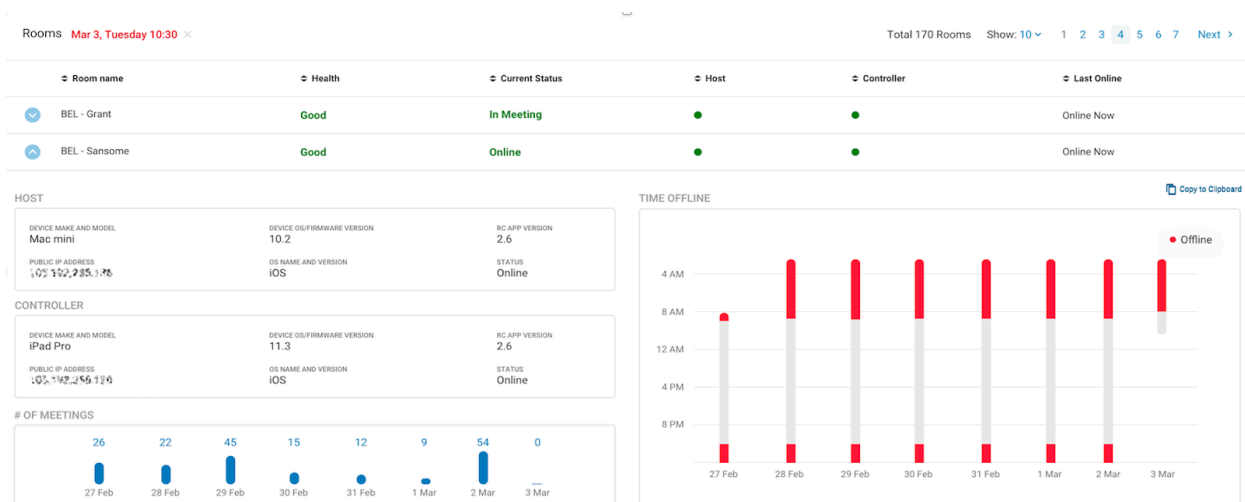 Rooms Mar 3, Tuesday 10:30 × Total 170 Rooms Show: 10 1 2 3 4 5 6 7 Next >
Room name Health Current Status Host Controller Last Online
BEL - Grant Good In Meeting Online Now
BEL - Sansome Good Online Online Now
Copy to Clipboard
HOST
DEVICE MAKE AND MODEL DEVICE OS/FIRMWARE VERSION RC APP VERSION
Mac mini 10.2 2.6
PUBLIC IP ADDRESS OS NAME AND VERSION STATUS
iOS Online
CONTROLLER
DEVICE MAKE AND MODEL DEVICE OS/FIRMWARE VERSION RC APP VERSION
iPad Pro 11.3 2.6
PUBLIC IP ADDRESS OS NAME AND VERSION STATUS
iOS Online
# OF MEETINGS
26 22 45 15 12 9 54 0
27 Feb 28 Feb 29 Feb 30 Feb 31 Feb 1 Mar 2 Mar 3 Mar
TIME OFFLINE
Offline
4 AM
8 AM
12 AM
4 PM
8 PM
27 Feb 28 Feb 29 Feb 30 Feb 31 Feb 1 Mar 2 Mar 3 Mar